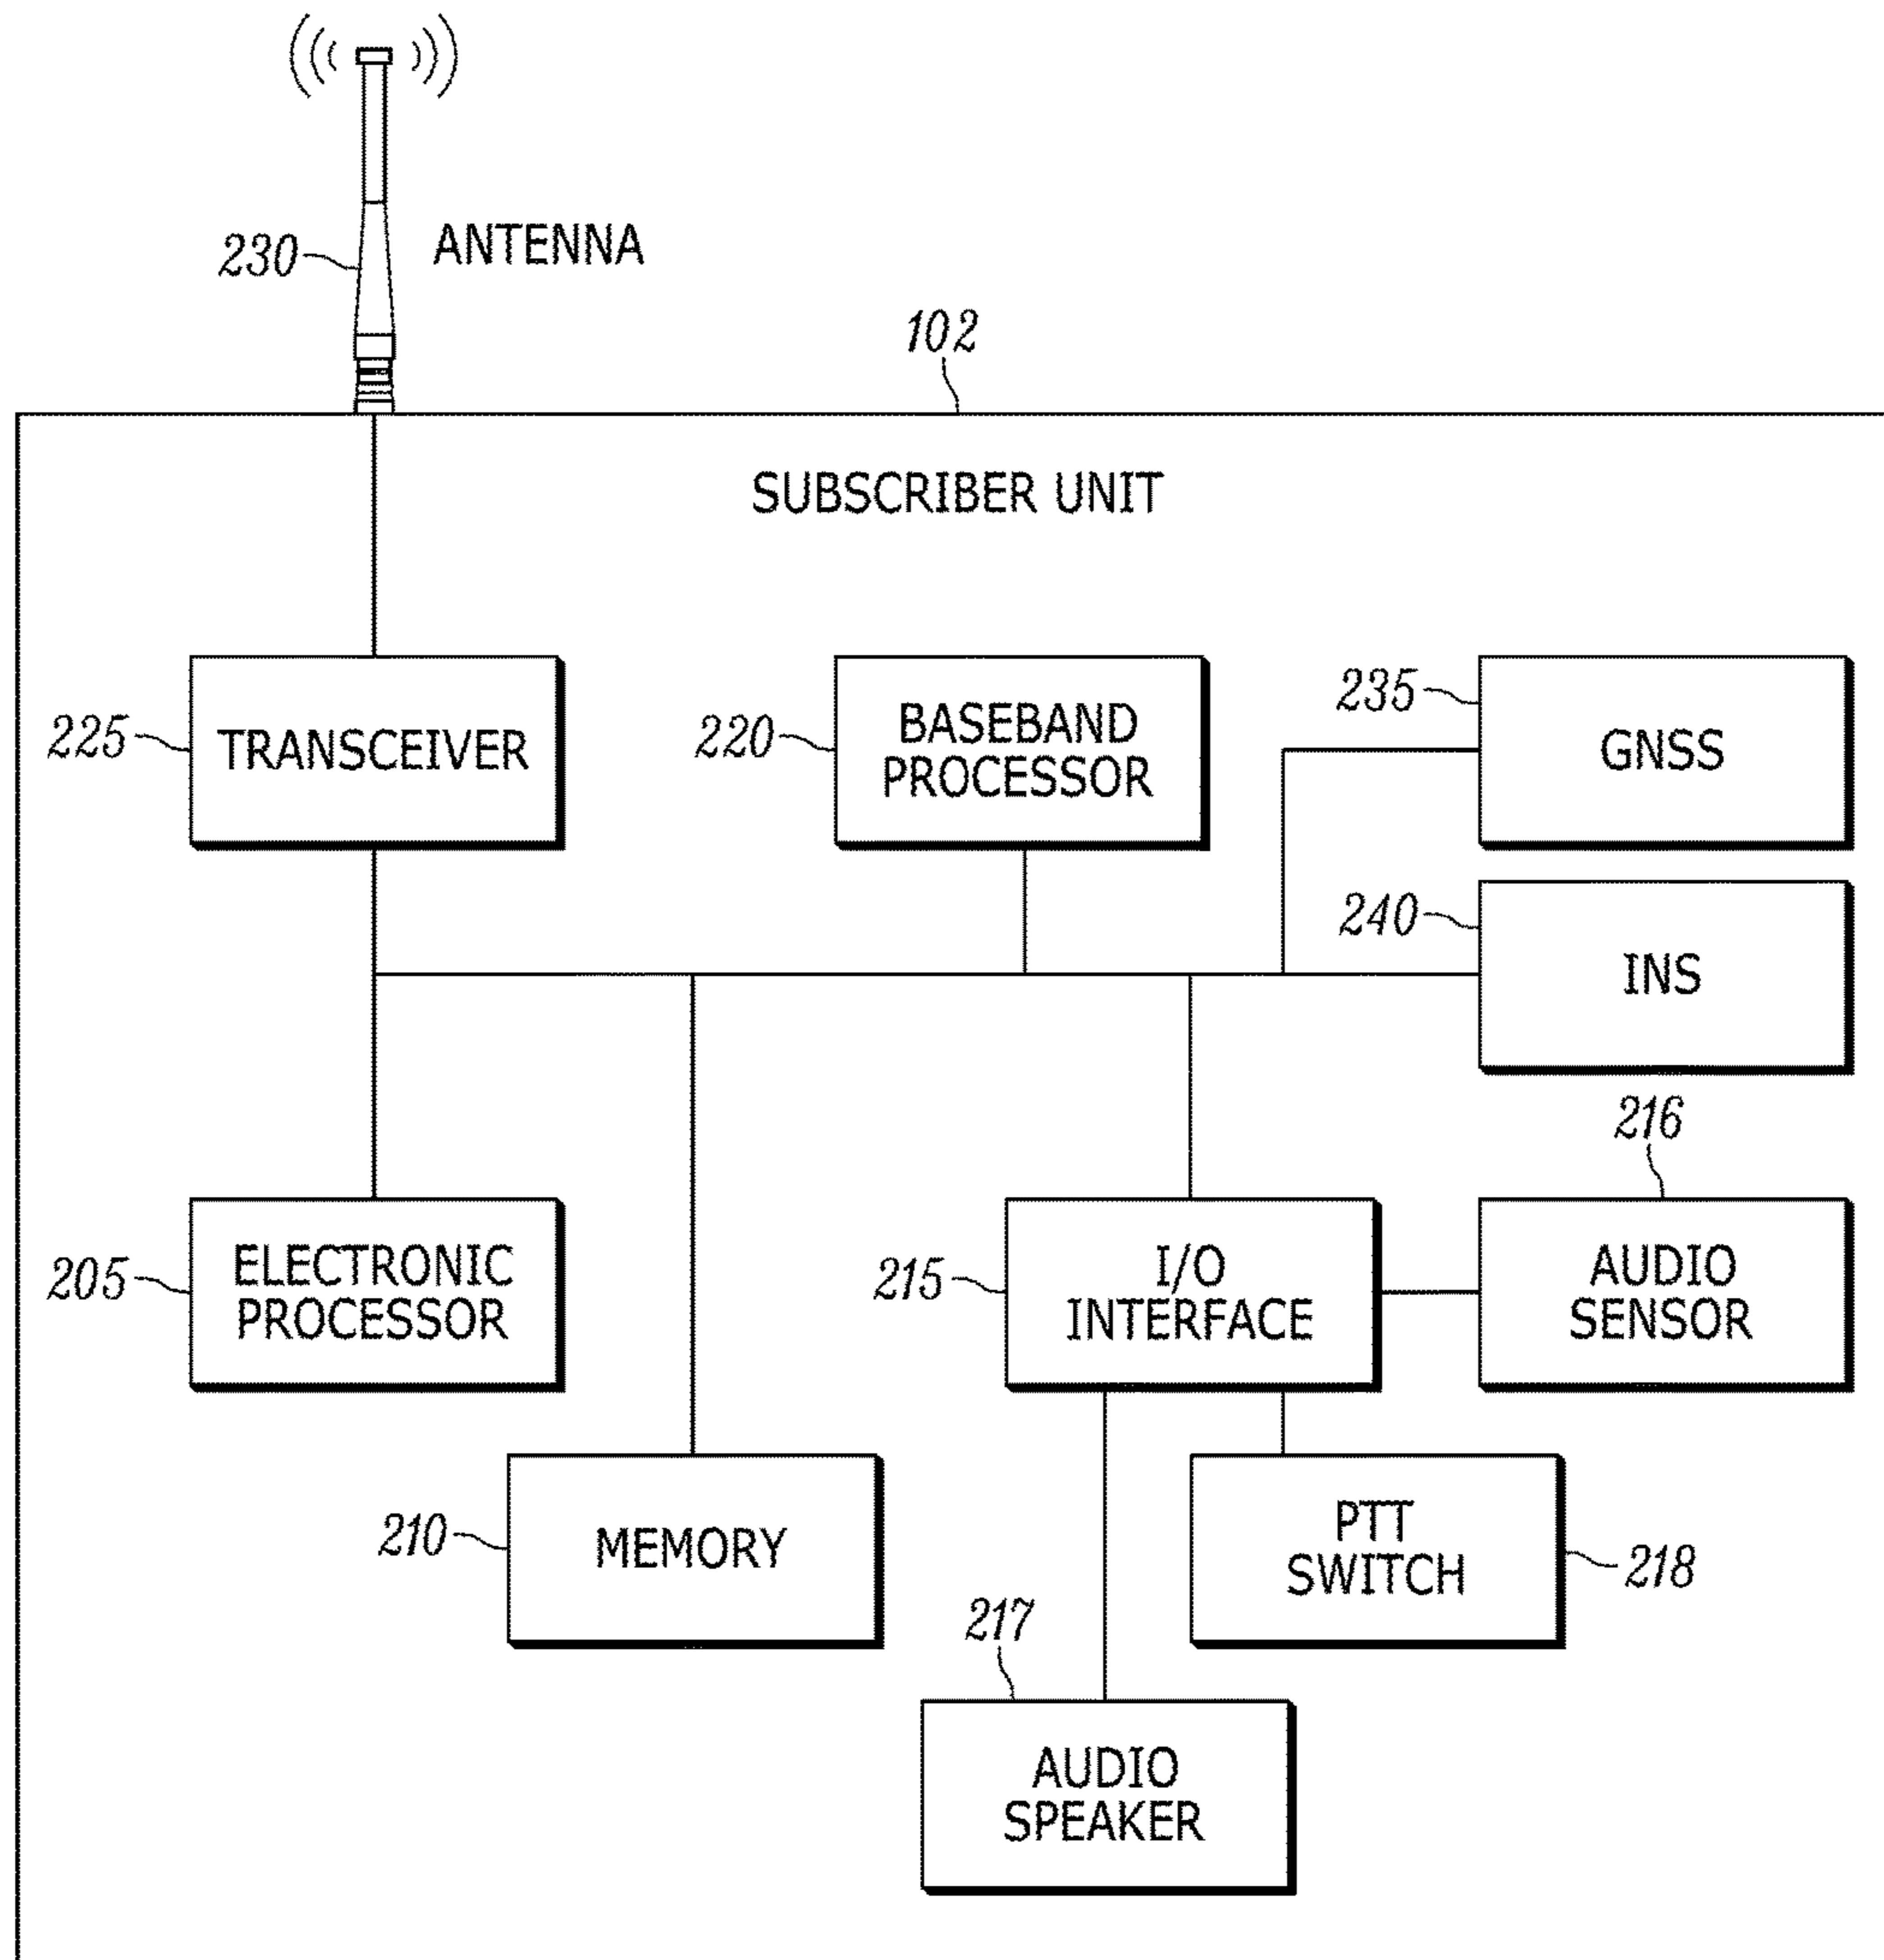 230
ANTENNA
102
SUBSCRIBER UNIT
225
TRANSCEIVER
220
BASEBAND
PROCESSOR
235
GNSS
240
INS
205
ELECTRONIC
PROCESSOR
215
I/O
INTERFACE
216
AUDIO
SENSOR
210
MEMORY
PTT
SWITCH
218
217
AUDIO
SPEAKER